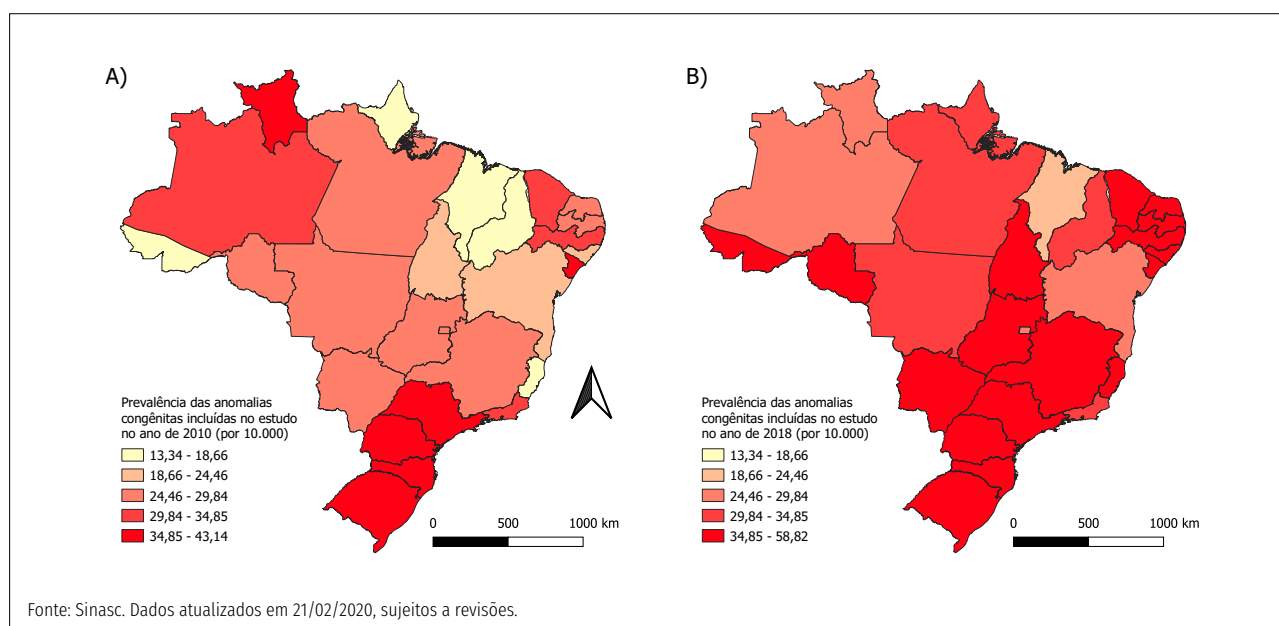 A)
Prevalência das anomalias
congênitas incluídas no estudo
no ano de 2010 (por 10.000)
13,34 - 18,66
18,66 - 24,46
24,46 - 29,84
29,84 - 34,85
34,85 - 43,14
0 500 1000 km
B)
Prevalência das anomalias
congênitas incluídas no estudo
no ano de 2018 (por 10.000)
13,34 - 18,66
18,66 - 24,46
24,46 - 29,84
29,84 - 34,85
34,85 - 58,82
0 500 1000 km
Fonte: Sinasc. Dados atualizados em 21/02/2020, sujeitos a revisões.